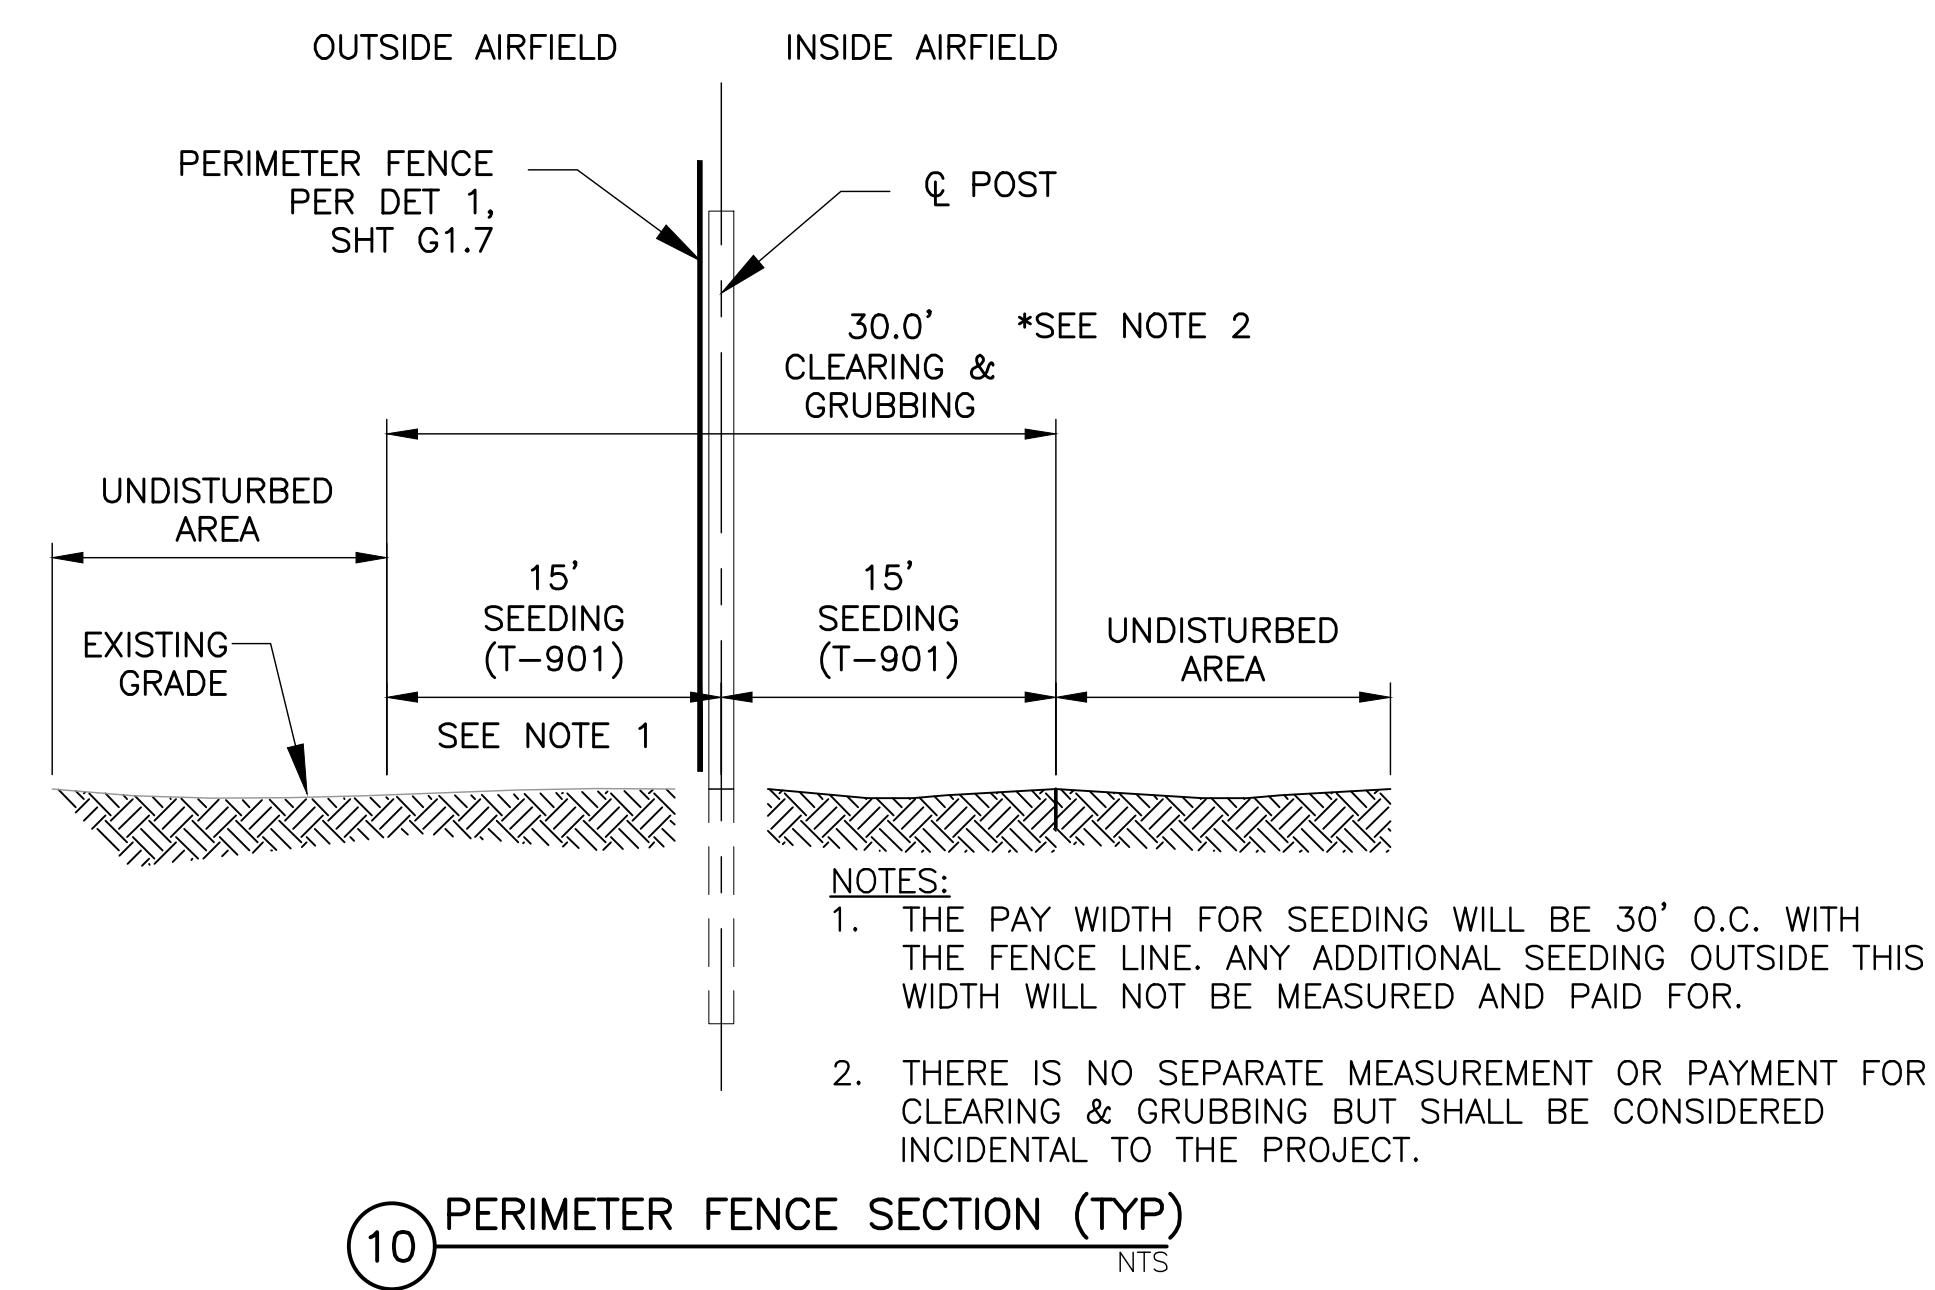 OUTSIDE AIRFIELD
INSIDE AIRFIELD
PERIMETER FENCE
PER DET 1,
SHT G1.7
℄ POST
30.0' *SEE NOTE 2
CLEARING &
GRUBBING
UNDISTURBED
AREA
15'
SEEDING
(T-901)
15'
SEEDING
(T-901)
UNDISTURBED
AREA
EXISTING
GRADE
SEE NOTE 1
NOTES:
1. THE PAY WIDTH FOR SEEDING WILL BE 30' O.C. WITH
THE FENCE LINE. ANY ADDITIONAL SEEDING OUTSIDE THIS
WIDTH WILL NOT BE MEASURED AND PAID FOR.
2. THERE IS NO SEPARATE MEASUREMENT OR PAYMENT FOR
CLEARING & GRUBBING BUT SHALL BE CONSIDERED
INCIDENTAL TO THE PROJECT.
10 PERIMETER FENCE SECTION (TYP)
NTS